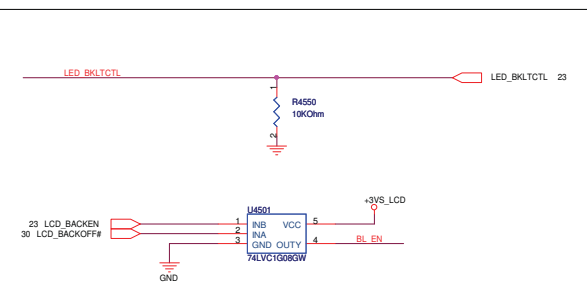 LED_BKLTCTL
LED_BKLTCTL 23
1
R4550
10KOhm
2
+3VS_LCD
U4501
23 LCD_BACKEN 1 INB VCC 5
30 LCD_BACKOFF# 2 INA
3 GND OUTY 4 BL_EN
74LVC1G08GW
GND